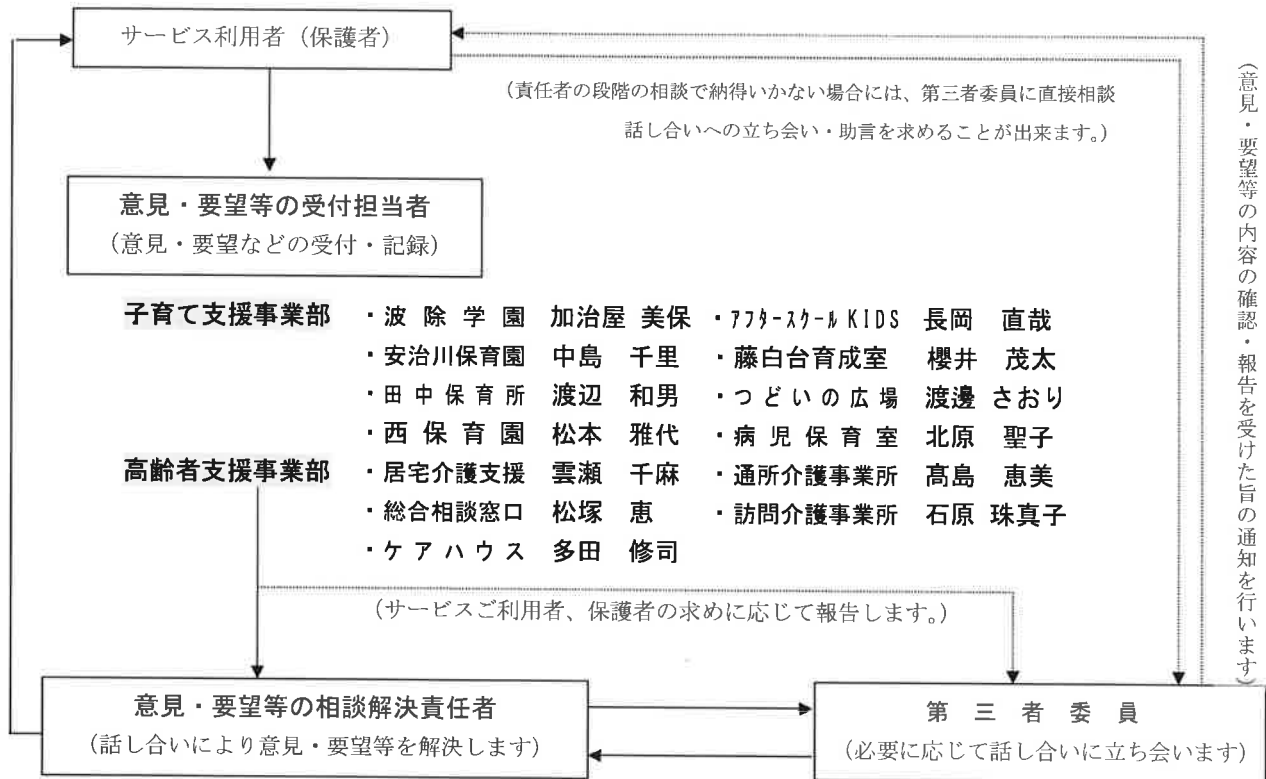 サービス利用者（保護者）
（責任者の段階の相談で納得いかない場合には、第三者委員に直接相談
話し合いへの立ち会い・助言を求めることが出来ます。）
意見・要望等の受付担当者
（意見・要望などの受付・記録）
子育て支援事業部 ・波除学園 加治屋 美保 ・アフタースクールKIDS 長岡 直哉
・安治川保育園 中島 千里 ・藤白台育成室 櫻井 茂太
・田中保育所 渡辺 和男 ・つどいの広場 渡邊 さおり
・西保育園 松本 雅代 ・病児保育室 北原 聖子
高齢者支援事業部 ・居宅介護支援 雲瀬 千麻 ・通所介護事業所 髙島 恵美
・総合相談窓口 松塚 恵 ・訪問介護事業所 石原 珠真子
・ケアハウス 多田 修司
（サービスご利用者、保護者の求めに応じて報告します。）
意見・要望等の相談解決責任者
（話し合いにより意見・要望等を解決します）
第三者委員
（必要に応じて話し合いに立ち会います）
（意見・要望等の内容の確認・報告を受けた旨の通知を行います）